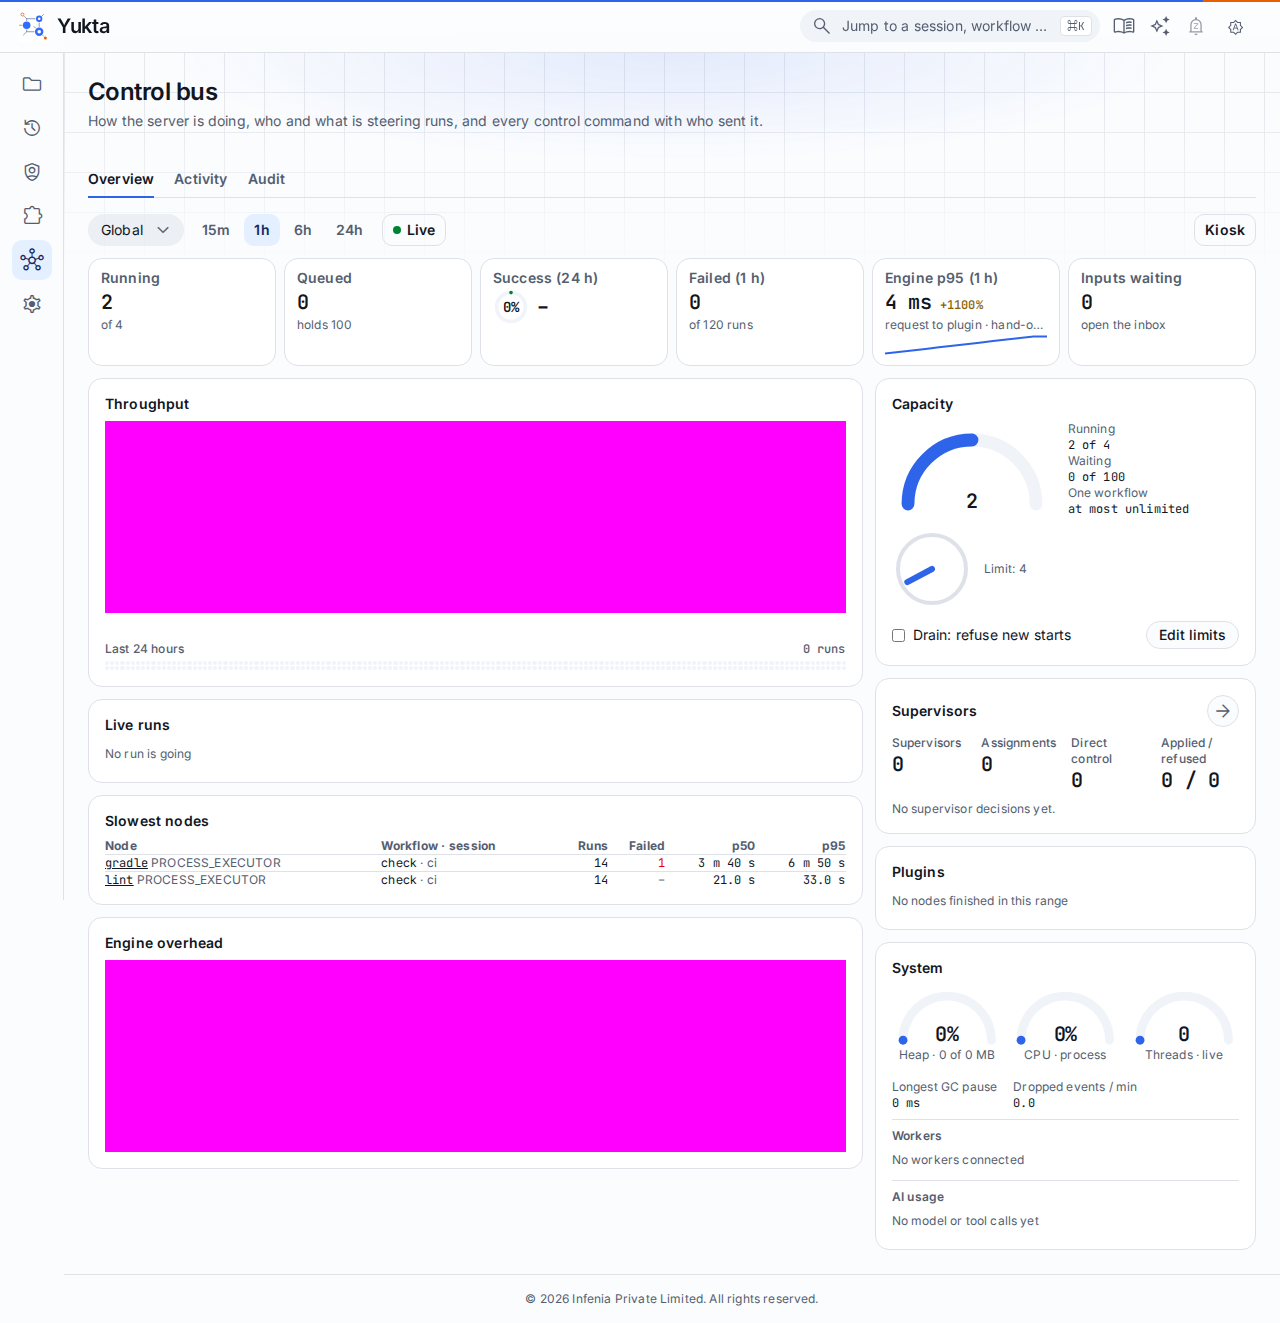 Yukta
Jump to a session, workflow ...
⌘K
Control bus
How the server is doing, who and what is steering runs, and every control command with who sent it.
Overview Activity Audit
Global 15m 1h 6h 24h Live Kiosk
Running
2
of 4
Queued
0
holds 100
Success (24 h)
0% –
Failed (1 h)
0
of 120 runs
Engine p95 (1 h)
4 ms +1100%
request to plugin · hand-o...
Inputs waiting
0
open the inbox
Throughput
Last 24 hours 0 runs
Live runs
No run is going
Slowest nodes
Node Workflow · session Runs Failed p50 p95
gradle PROCESS_EXECUTOR check · ci 14 1 3 m 40 s 6 m 50 s
lint PROCESS_EXECUTOR check · ci 14 – 21.0 s 33.0 s
Engine overhead
Capacity
2
Running
2 of 4
Waiting
0 of 100
One workflow
at most unlimited
Limit: 4
Drain: refuse new starts Edit limits
Supervisors
Supervisors
0
Assignments
0
Direct
control
0
Applied /
refused
0 / 0
No supervisor decisions yet.
Plugins
No nodes finished in this range
System
0% 0% 0
Heap · 0 of 0 MB CPU · process Threads · live
Longest GC pause Dropped events / min
0 ms 0.0
Workers
No workers connected
AI usage
No model or tool calls yet
© 2026 Infenia Private Limited. All rights reserved.